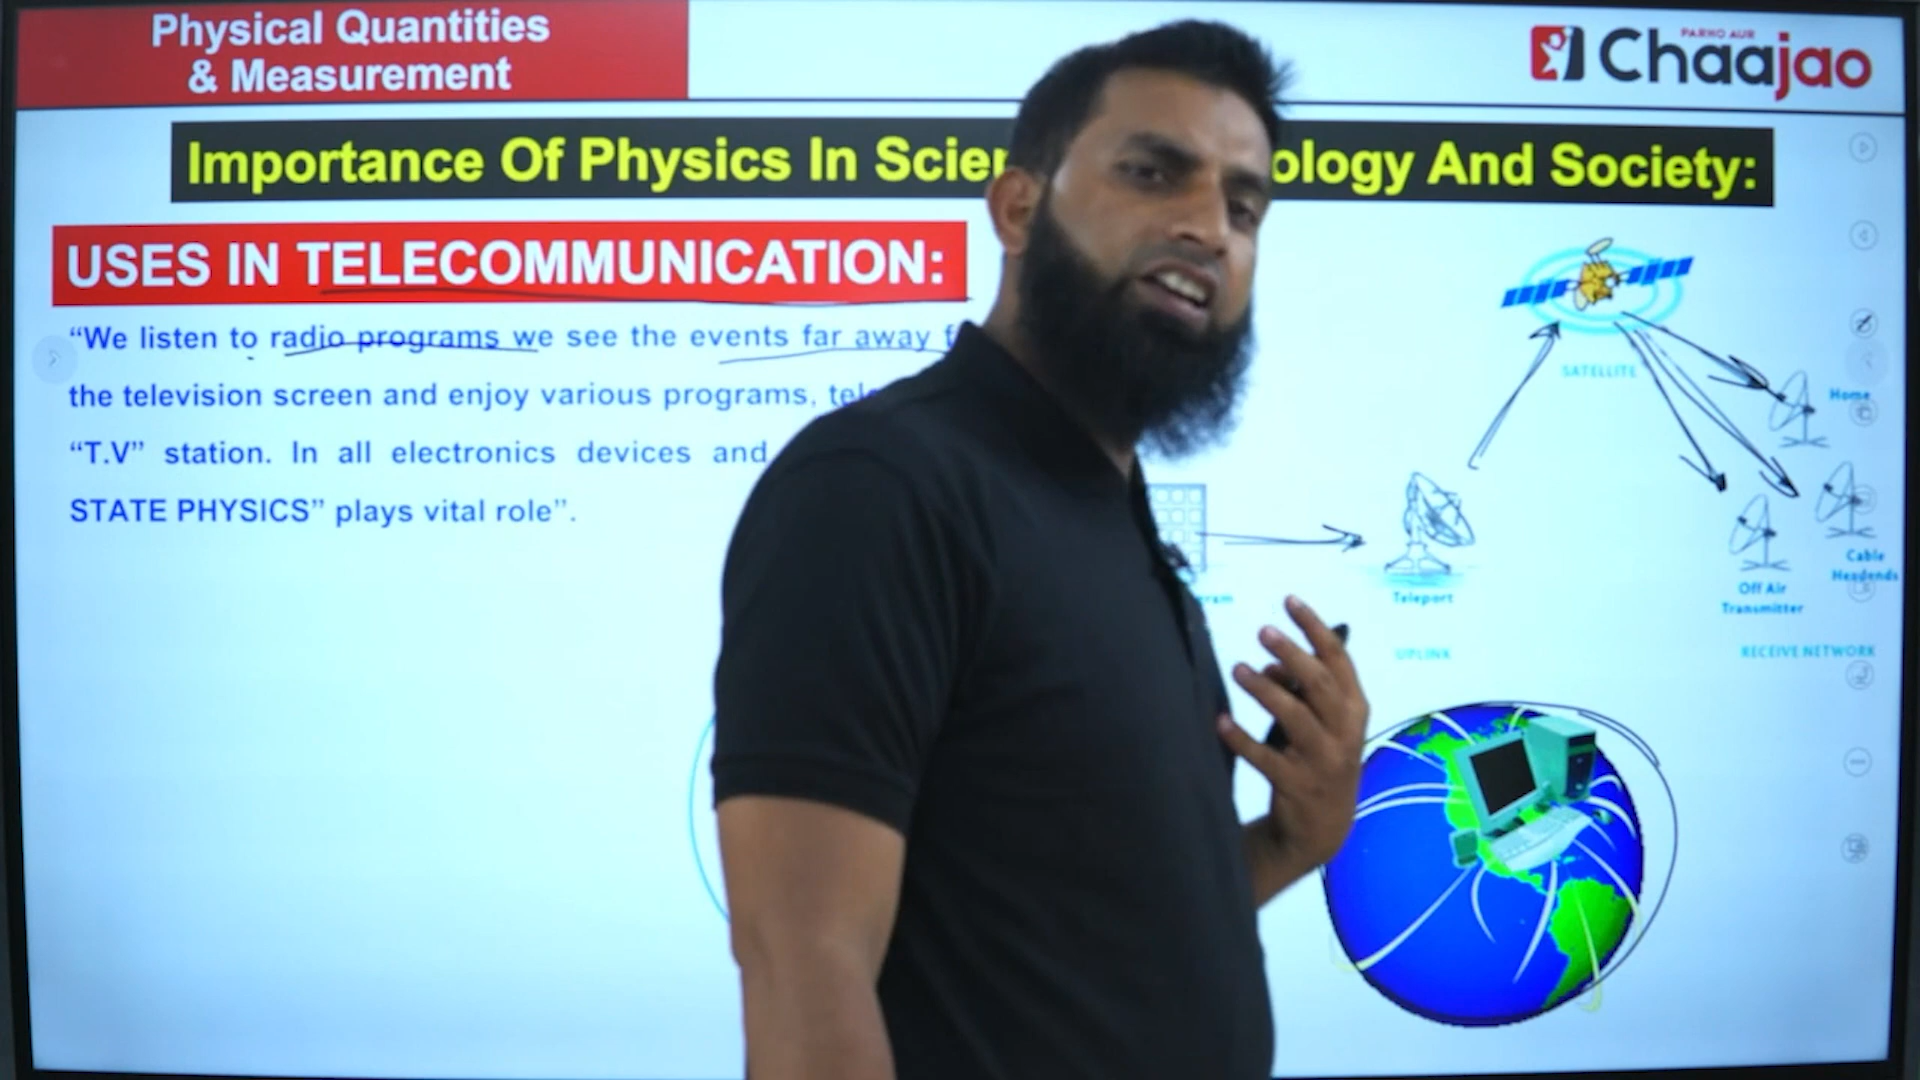 Physical Quantities
& Measurement
PARHO AUR
Chaajao
Importance Of Physics In Scien ology And Society:
USES IN TELECOMMUNICATION:
“We listen to radio programs we see the events far away f
the television screen and enjoy various programs, tele
“T.V” station. In all electronics devices and
STATE PHYSICS” plays vital role”.
SATELLITE
Home
Cable
Headends
Off Air
Transmitter
gram
Teleport
UPLINK
RECEIVE NETWORK